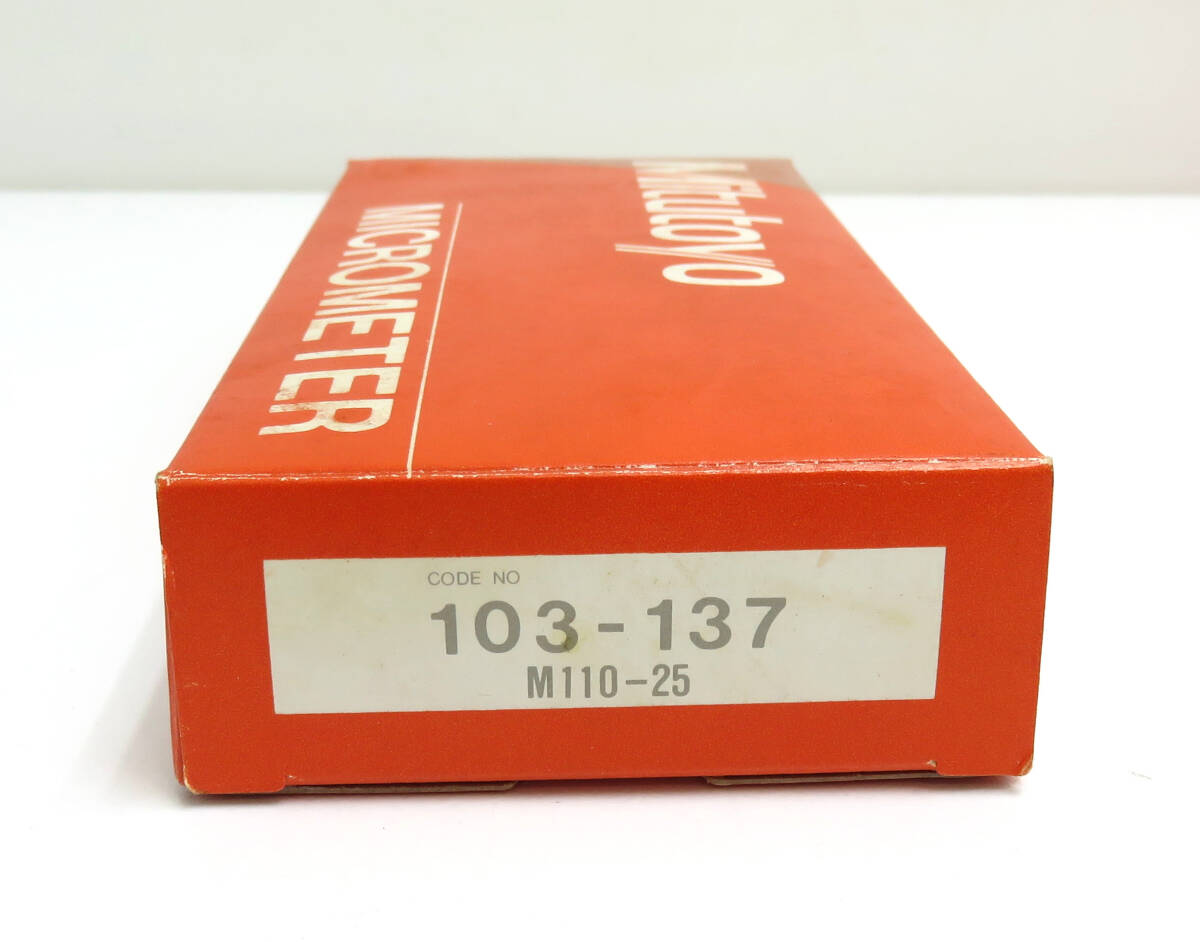 Mitutoyo
MICROMETER
CODE NO
103-137
M110-25